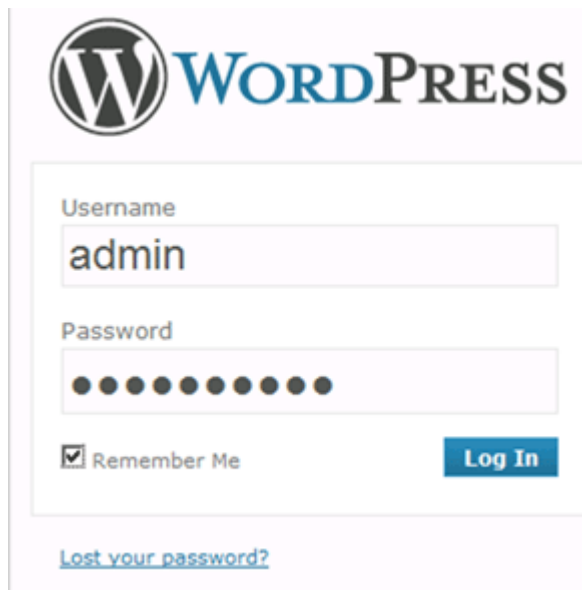 WORDPRESS
Username
admin
Password
●●●●●●●●●●
Remember Me
Log In
Lost your password?